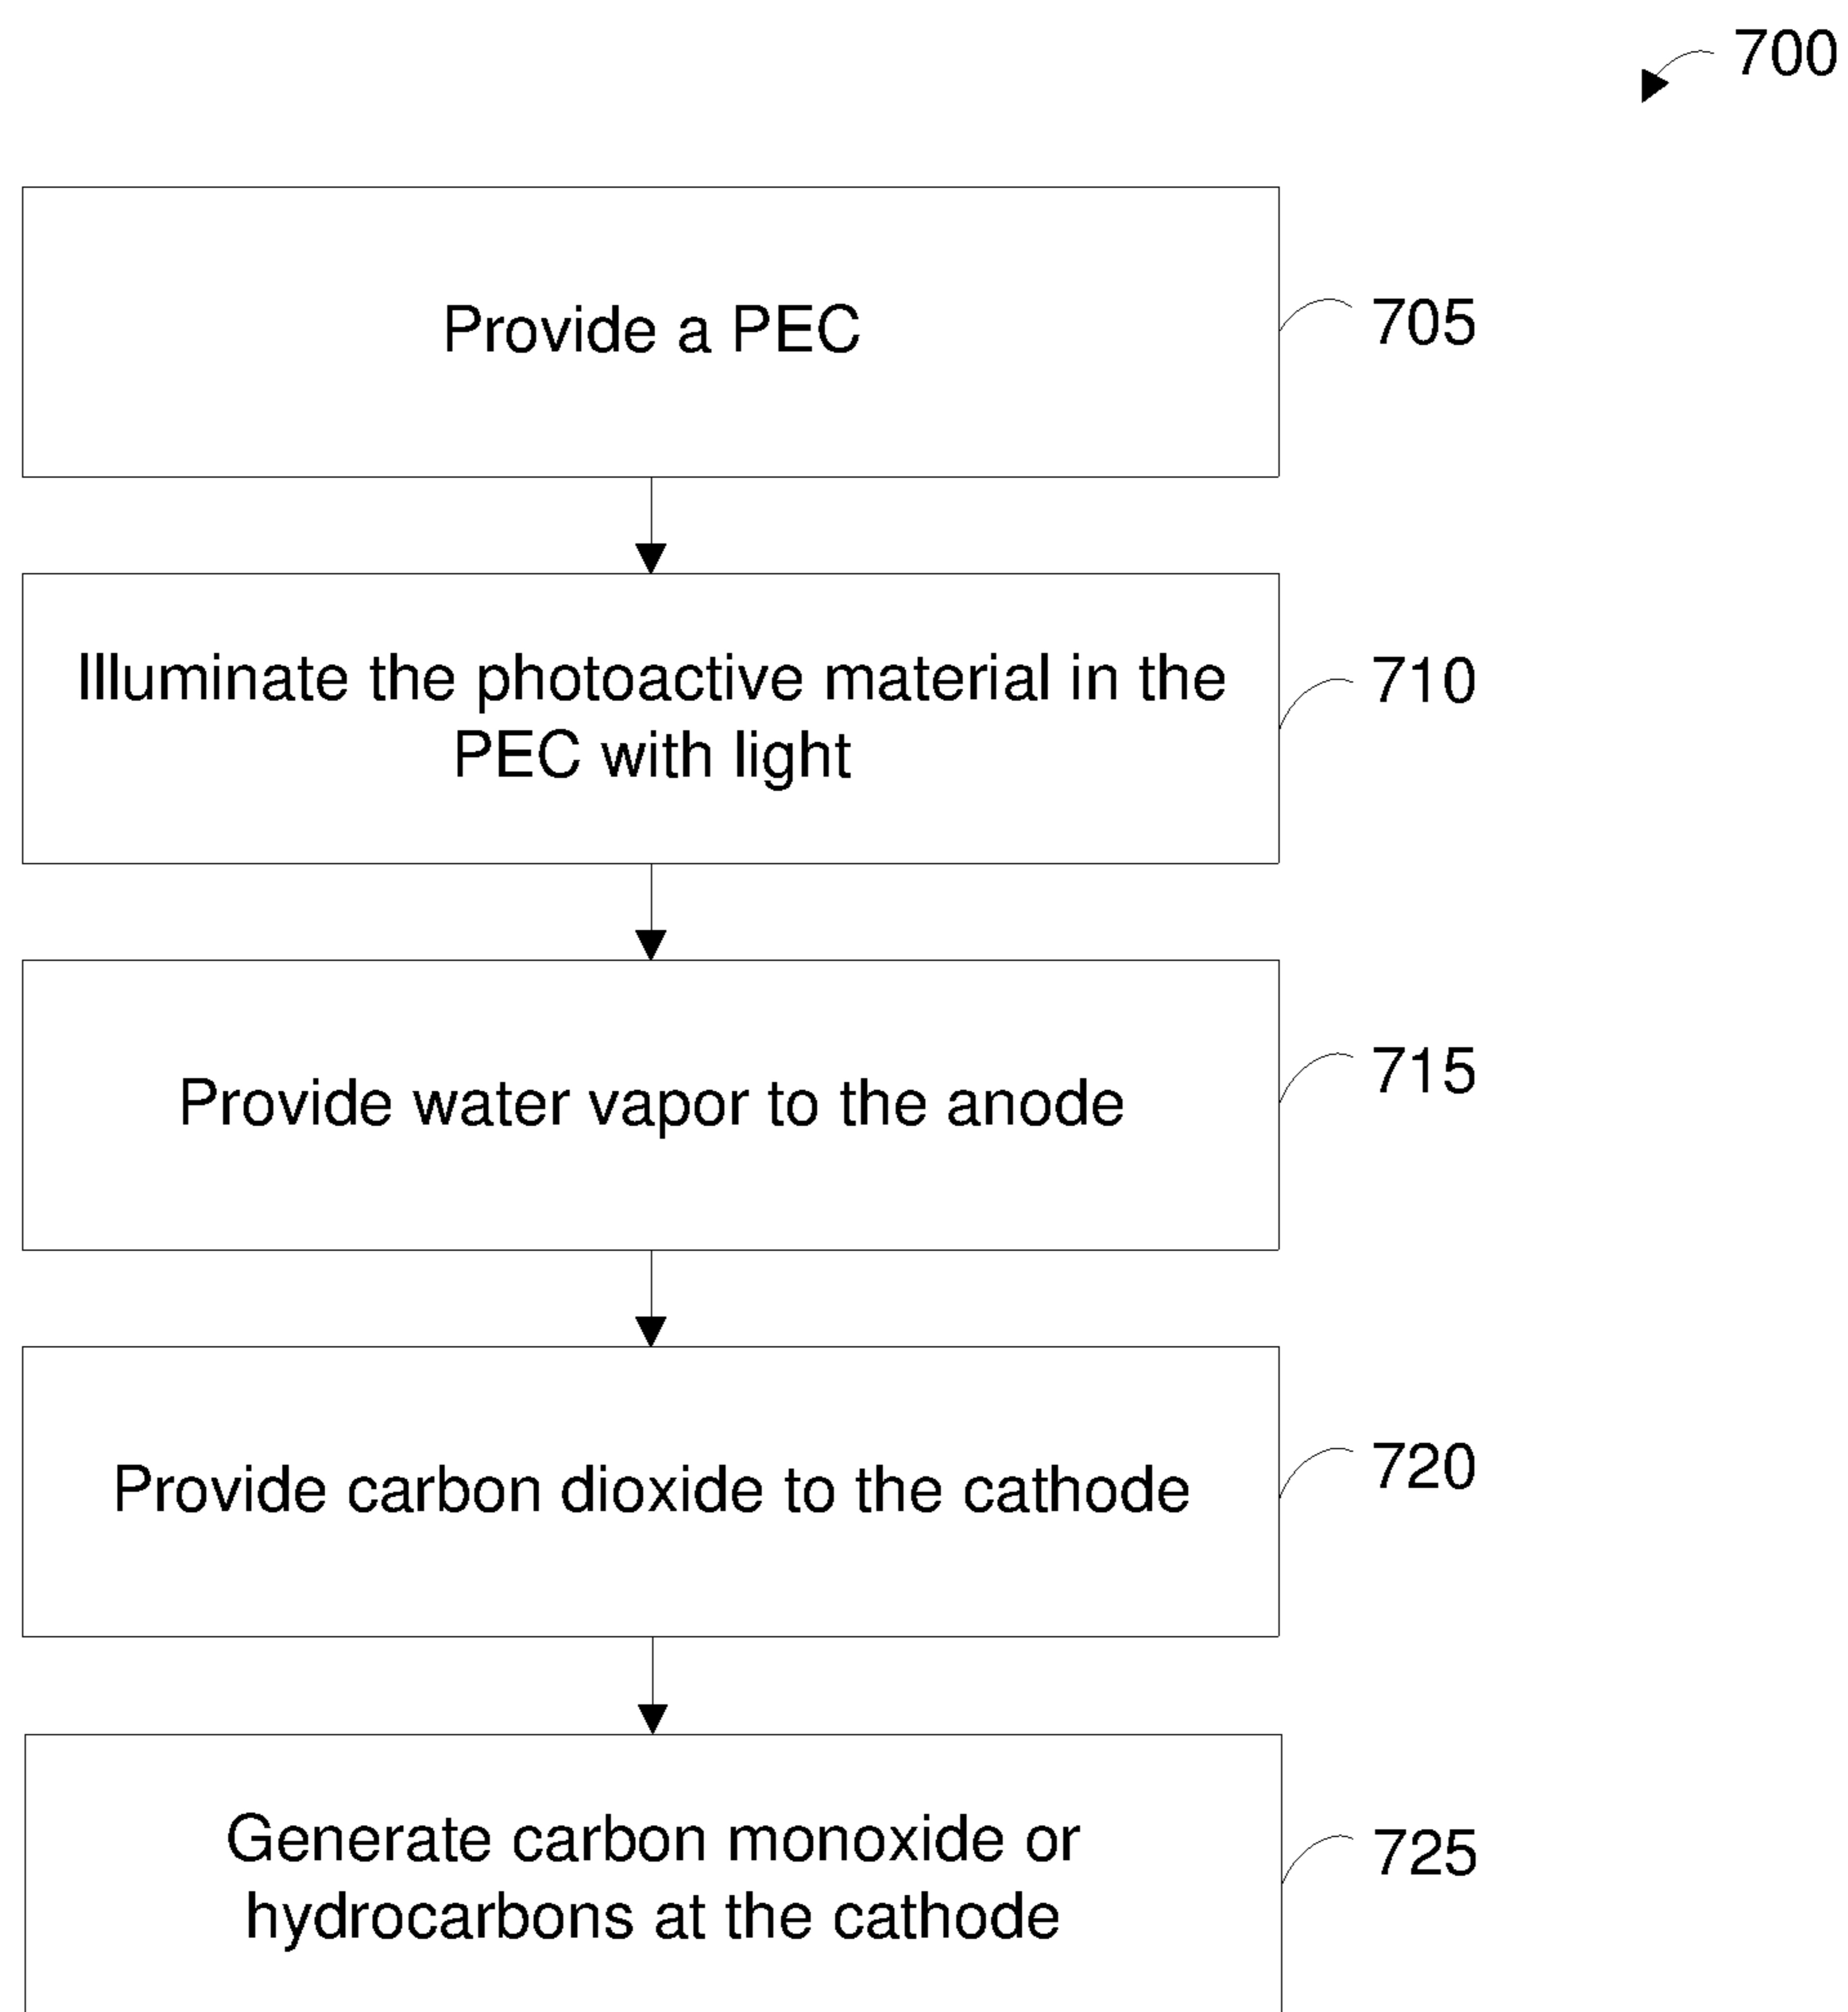 700
Provide a PEC
705
Illuminate the photoactive material in the
PEC with light
710
Provide water vapor to the anode
715
Provide carbon dioxide to the cathode
720
Generate carbon monoxide or
hydrocarbons at the cathode
725